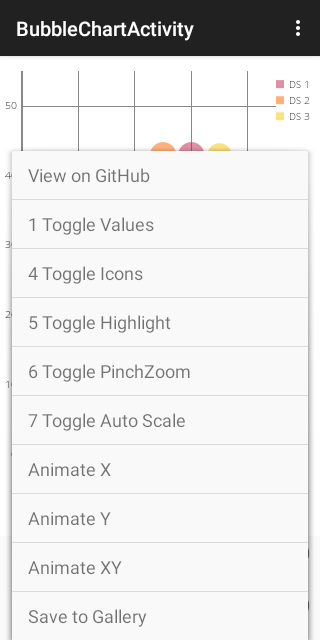 BubbleChartActivity
DS 1
50
DS 2
DS 3
View on GitHub
1 Toggle Values
4 Toggle Icons
5 Toggle Highlight
6 Toggle PinchZoom
7 Toggle Auto Scale
Animate X
Animate Y
Animate XY
Save to Gallery